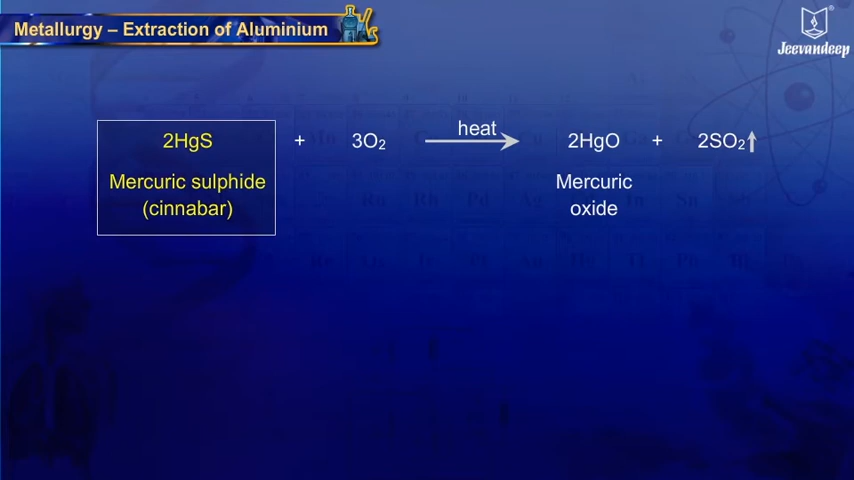 Metallurgy – Extraction of Aluminium
Jeevandeep
2HgS + 3O₂ heat 2HgO + 2SO₂↑
Mercuric sulphide Mercuric
(cinnabar) oxide